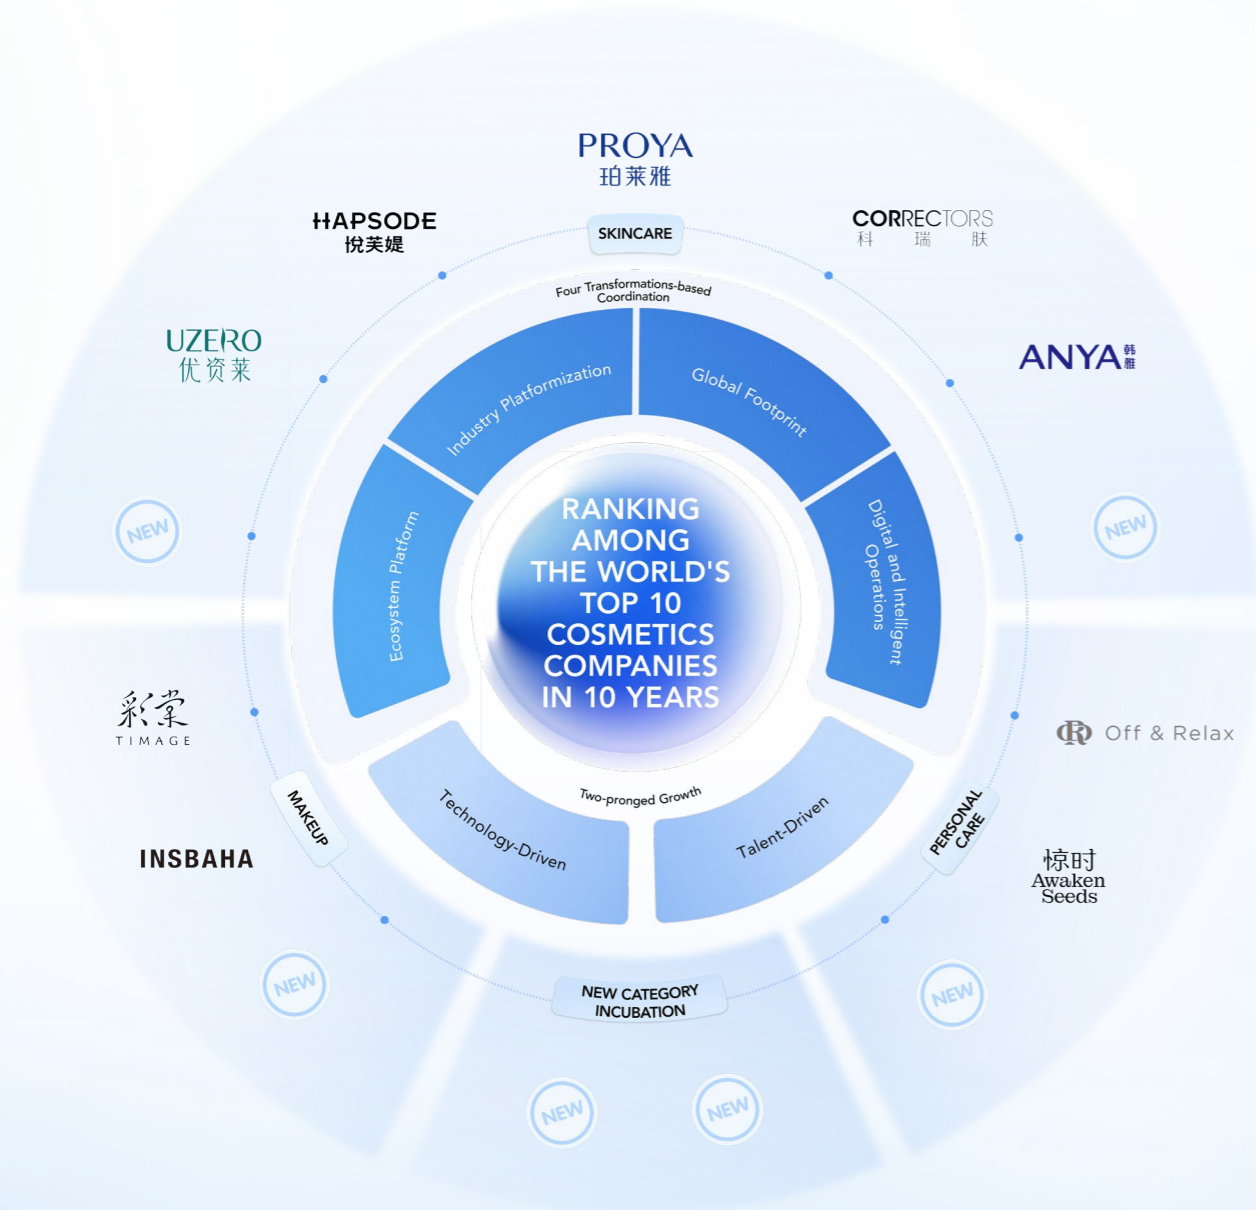 PROYA
珀莱雅
HAPSODE
悦芙媞
CORRECTORS
科瑞肤
UZERO
优资莱
ANYA 韩雅
NEW
NEW
SKINCARE
Four Transformations-based
Coordination
Industry Platformization
Global Footprint
Ecosystem Platform
Digital and Intelligent
Operations
RANKING
AMONG
THE WORLD'S
TOP 10
COSMETICS
COMPANIES
IN 10 YEARS
Two-pronged Growth
Technology-Driven
Talent-Driven
彩棠
TIMAGE
MAKEUP
INSBAHA
NEW
Off & Relax
PERSONAL
CARE
惊时
Awaken
Seeds
NEW
NEW CATEGORY
INCUBATION
NEW
NEW